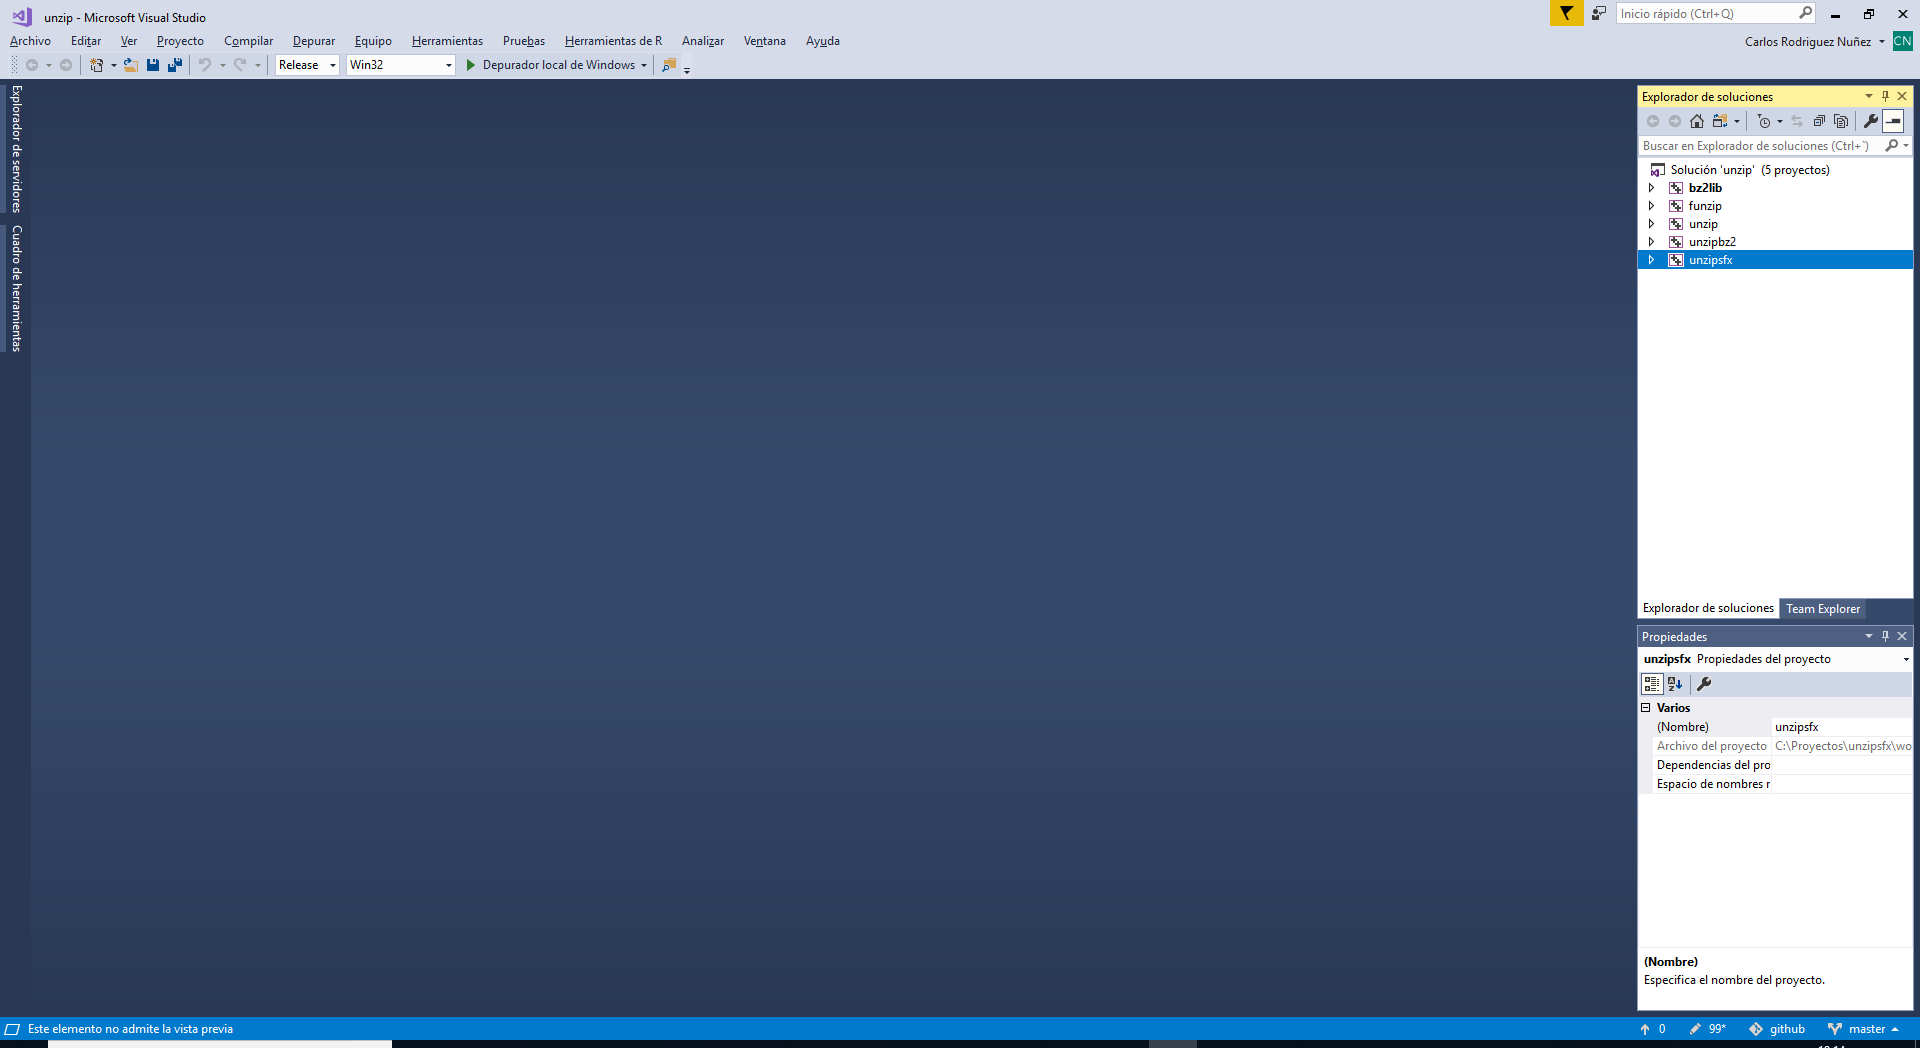 unzip - Microsoft Visual Studio
Inicio rápido (Ctrl+Q)
Archivo Editar Ver Proyecto Compilar Depurar Equipo Herramientas Pruebas Herramientas de R Analizar Ventana Ayuda
Carlos Rodriguez Nuñez CN
Release Win32 Depurador local de Windows
Explorador de servidores
Cuadro de herramientas
Explorador de soluciones
Buscar en Explorador de soluciones (Ctrl+`)
Solución 'unzip' (5 proyectos)
bz2lib
funzip
unzip
unzipbz2
unzipsfx
Explorador de soluciones Team Explorer
Propiedades
unzipsfx Propiedades del proyecto
Varios
(Nombre) unzipsfx
Archivo del proyecto C:\Proyectos\unzipsfx\wo
Dependencias del pro
Espacio de nombres r
(Nombre)
Especifica el nombre del proyecto.
Este elemento no admite la vista previa
0 99* github master